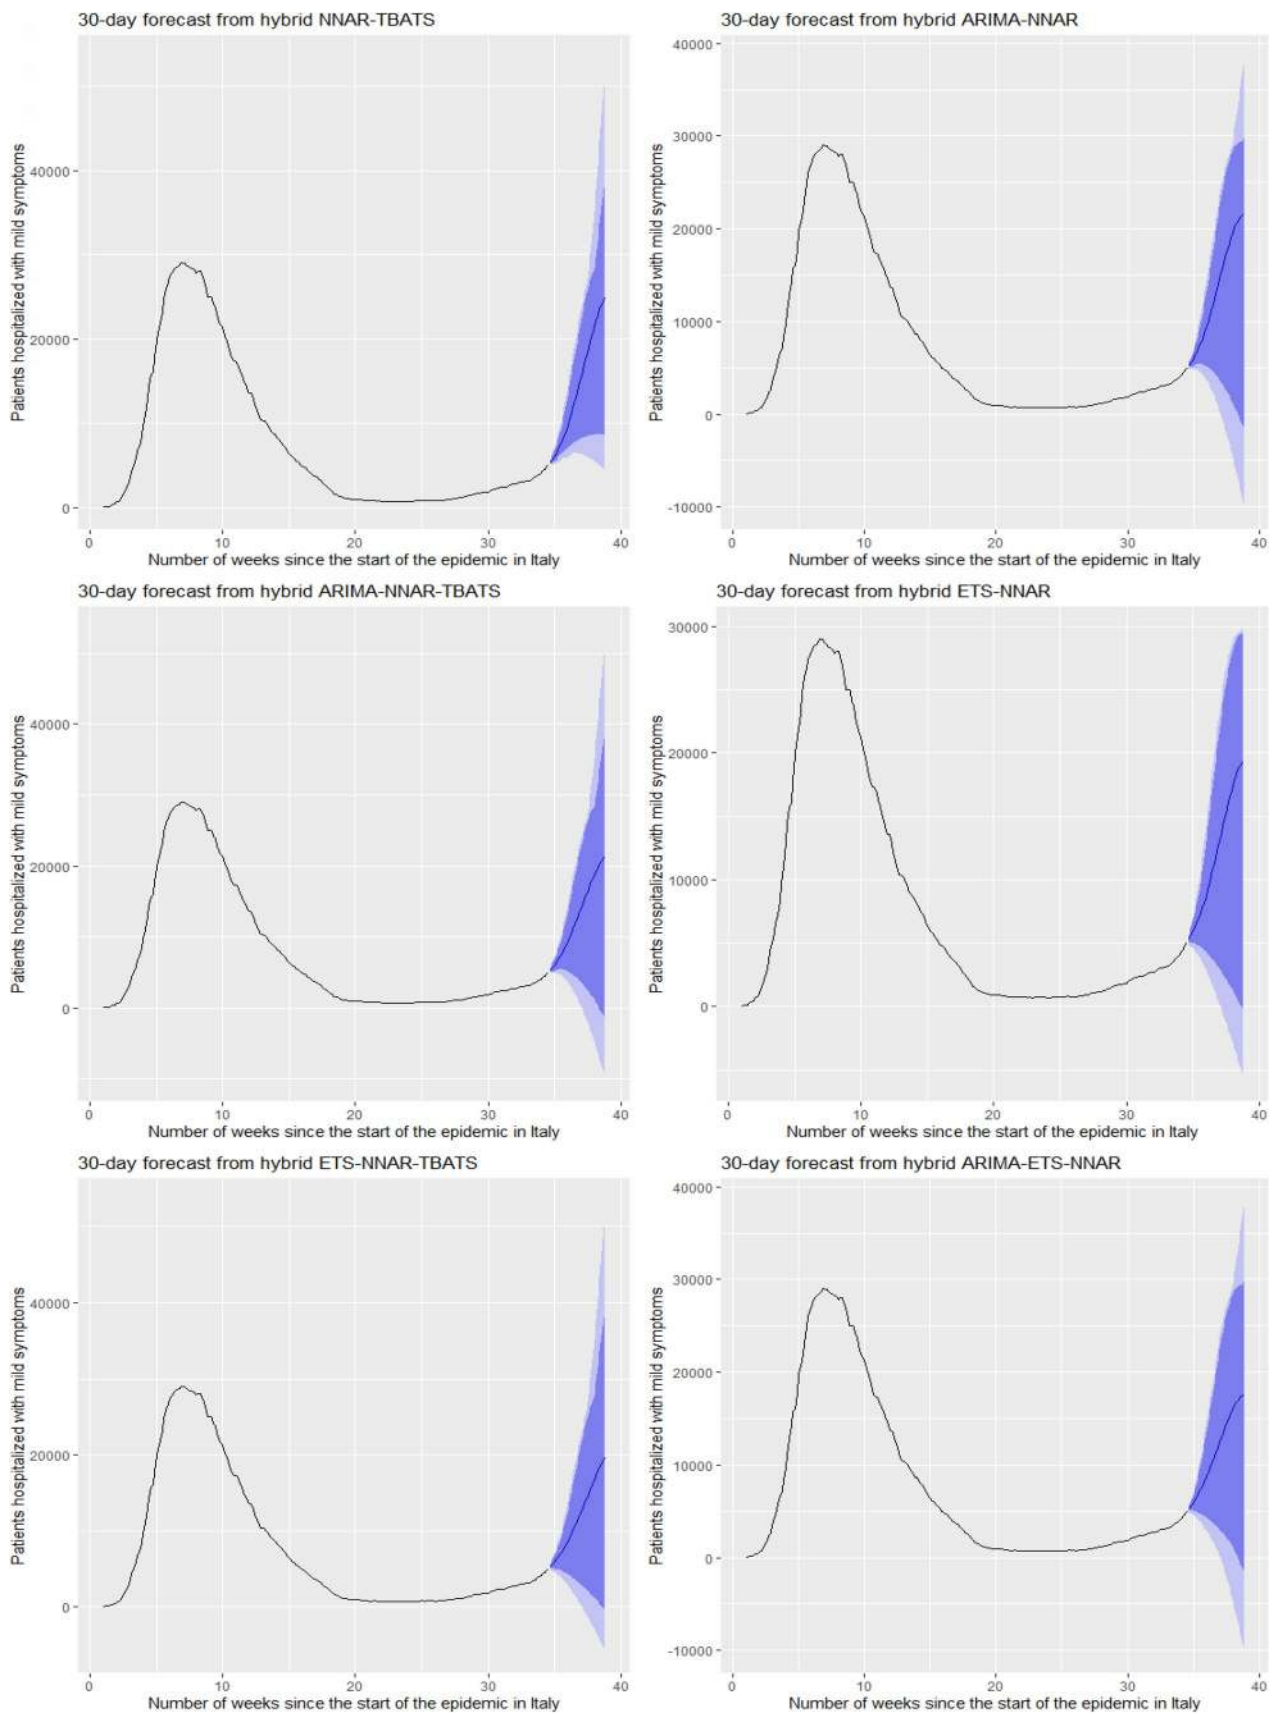 30-day forecast from hybrid NNAR-TBATS
Patients hospitalized with mild symptoms
40000
20000
0
0 10 20 30 40
Number of weeks since the start of the epidemic in Italy
30-day forecast from hybrid ARIMA-NNAR
Patients hospitalized with mild symptoms
40000
30000
20000
10000
0
-10000
0 10 20 30 40
Number of weeks since the start of the epidemic in Italy
30-day forecast from hybrid ARIMA-NNAR-TBATS
Patients hospitalized with mild symptoms
40000
20000
0
0 10 20 30 40
Number of weeks since the start of the epidemic in Italy
30-day forecast from hybrid ETS-NNAR
Patients hospitalized with mild symptoms
30000
20000
10000
0
0 10 20 30 40
Number of weeks since the start of the epidemic in Italy
30-day forecast from hybrid ETS-NNAR-TBATS
Patients hospitalized with mild symptoms
40000
20000
0
0 10 20 30 40
Number of weeks since the start of the epidemic in Italy
30-day forecast from hybrid ARIMA-ETS-NNAR
Patients hospitalized with mild symptoms
40000
30000
20000
10000
0
-10000
0 10 20 30 40
Number of weeks since the start of the epidemic in Italy